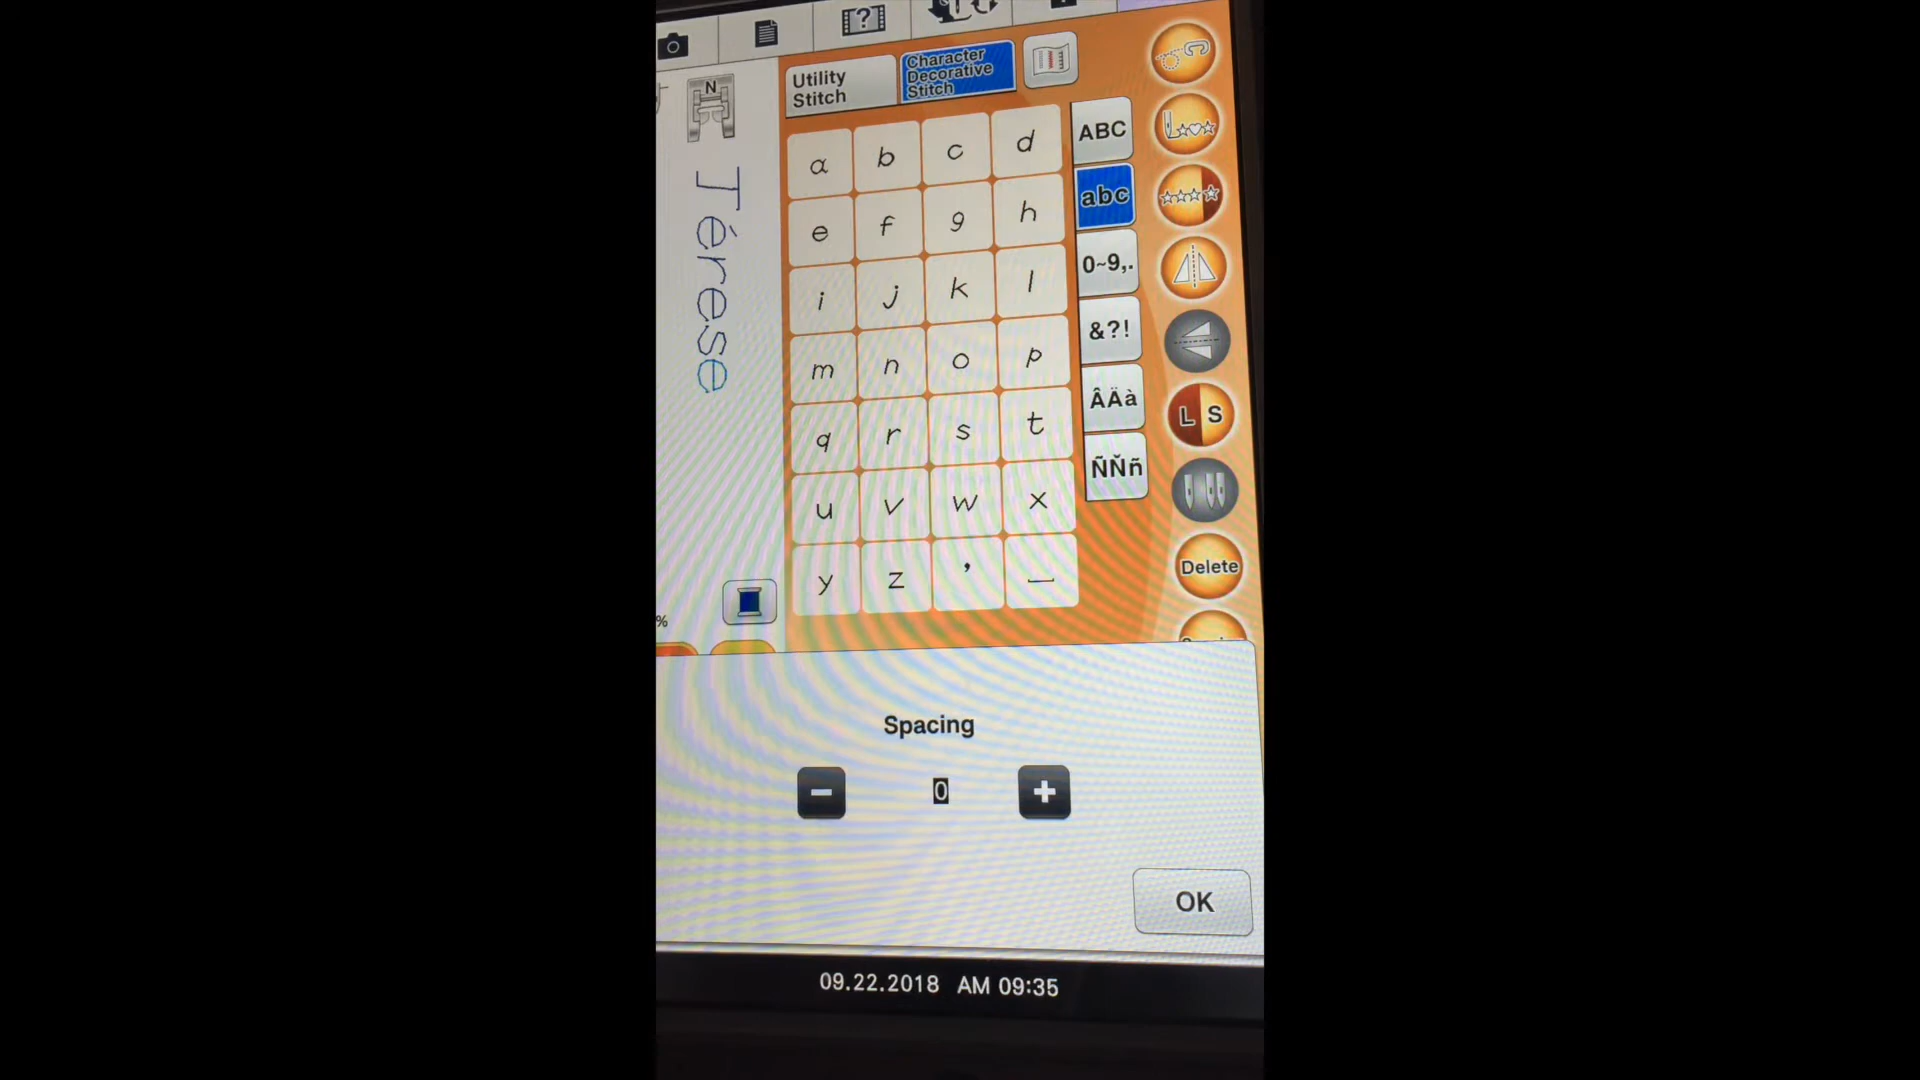 ?
N
Utility
Stitch
Character
Decorative
Stitch
Térese
a b c d
e f g h
i j k l
m n o p
q r s t
u v w x
y z ' _
ABC
abc
0~9,.
&?!
ÂÄà
ÑŇñ
L S
Delete
%
Spacing
- 0 +
OK
09.22.2018 AM 09:35